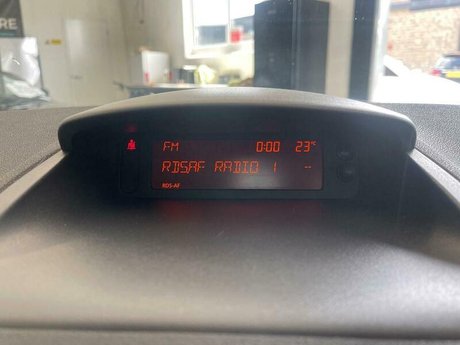 FM 0:00 23°C
RDSAF RADIO 1 --
RDS-AF